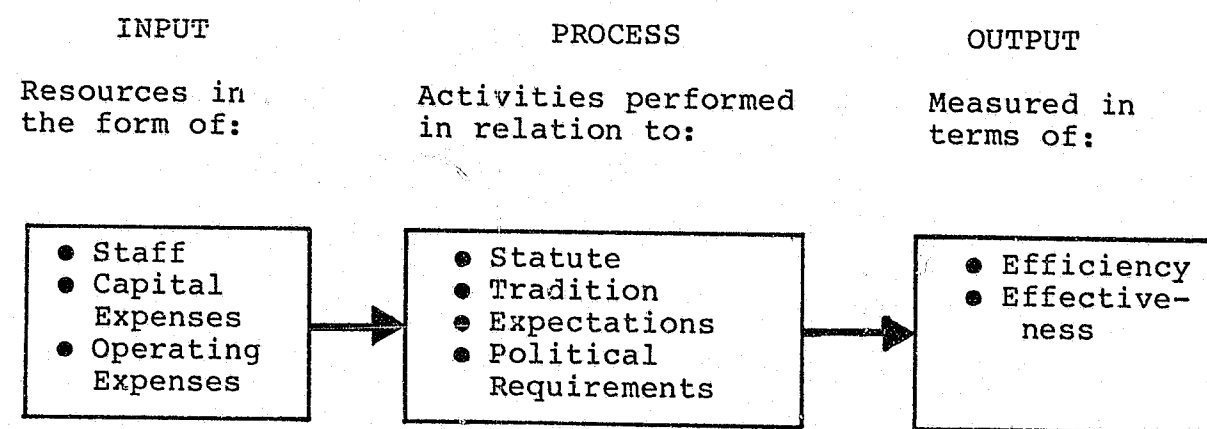 INPUT
Resources in
the form of:
● Staff
● Capital
Expenses
● Operating
Expenses
PROCESS
Activities performed
in relation to:
● Statute
● Tradition
● Expectations
● Political
Requirements
OUTPUT
Measured in
terms of:
● Efficiency
● Effective-
ness